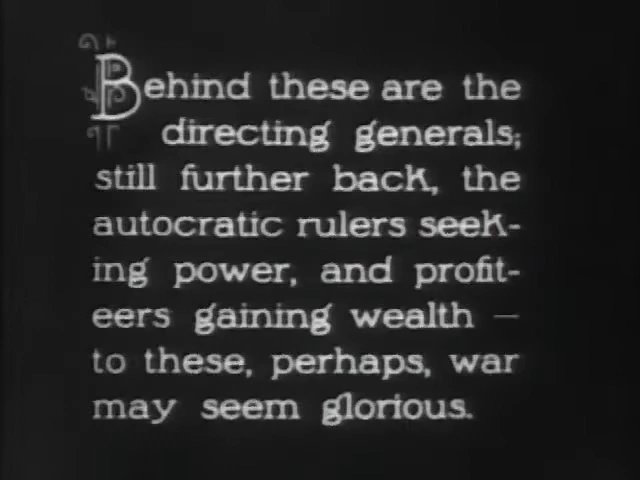 Behind these are the
directing generals;
still further back, the
autocratic rulers seek-
ing power, and profit-
eers gaining wealth —
to these, perhaps, war
may seem glorious.